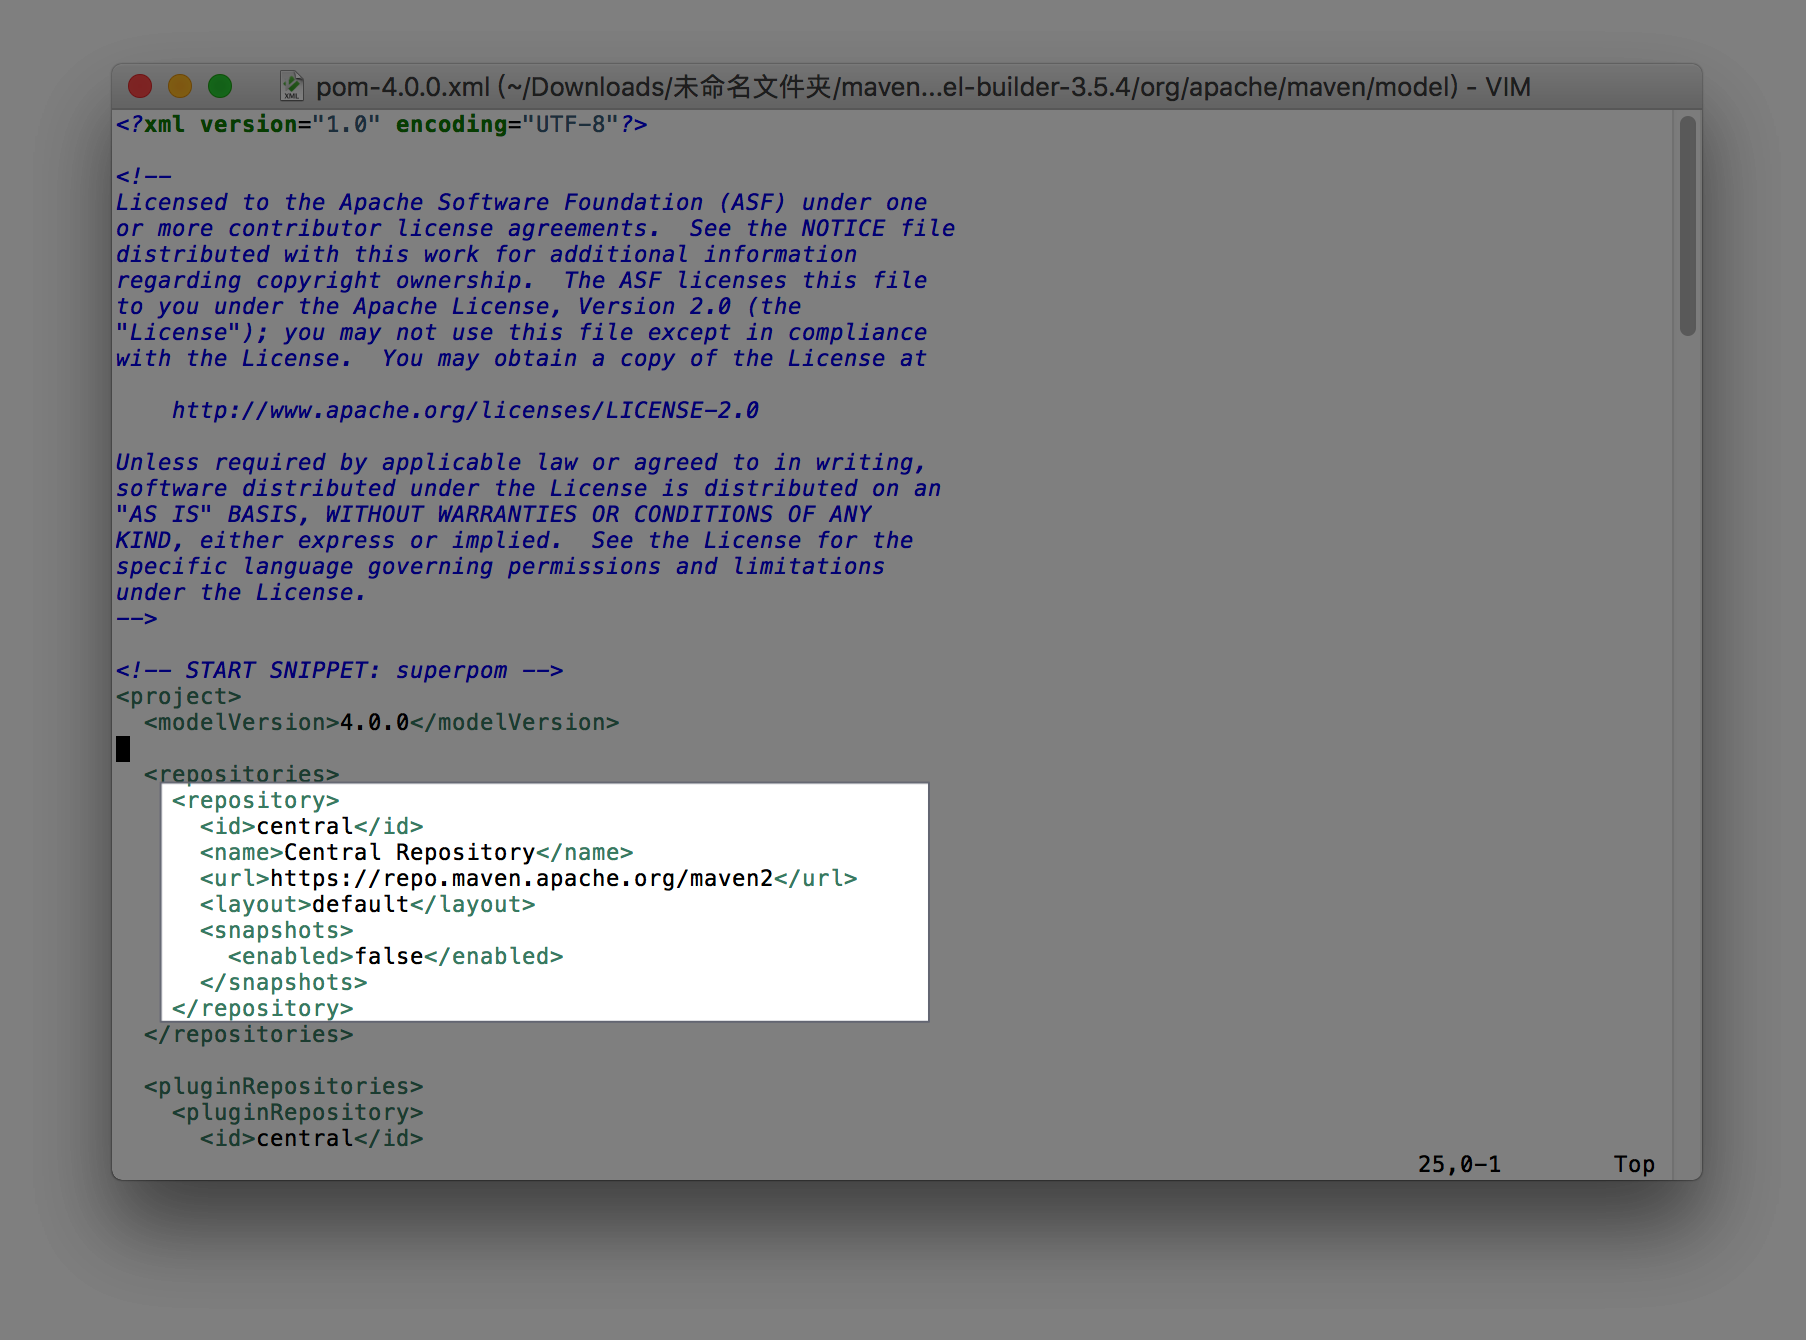 pom-4.0.0.xml (~/Downloads/未命名文件夹/maven...el-builder-3.5.4/org/apache/maven/model) - VIM
<?xml version="1.0" encoding="UTF-8"?>

<!--
Licensed to the Apache Software Foundation (ASF) under one
or more contributor license agreements.  See the NOTICE file
distributed with this work for additional information
regarding copyright ownership.  The ASF licenses this file
to you under the Apache License, Version 2.0 (the
"License"); you may not use this file except in compliance
with the License.  You may obtain a copy of the License at

    http://www.apache.org/licenses/LICENSE-2.0

Unless required by applicable law or agreed to in writing,
software distributed under the License is distributed on an
"AS IS" BASIS, WITHOUT WARRANTIES OR CONDITIONS OF ANY
KIND, either express or implied.  See the License for the
specific language governing permissions and limitations
under the License.
-->

<!-- START SNIPPET: superpom -->
<project>
  <modelVersion>4.0.0</modelVersion>

  <repositories>
    <repository>
      <id>central</id>
      <name>Central Repository</name>
      <url>https://repo.maven.apache.org/maven2</url>
      <layout>default</layout>
      <snapshots>
        <enabled>false</enabled>
      </snapshots>
    </repository>
  </repositories>

  <pluginRepositories>
    <pluginRepository>
      <id>central</id>
25,0-1 Top